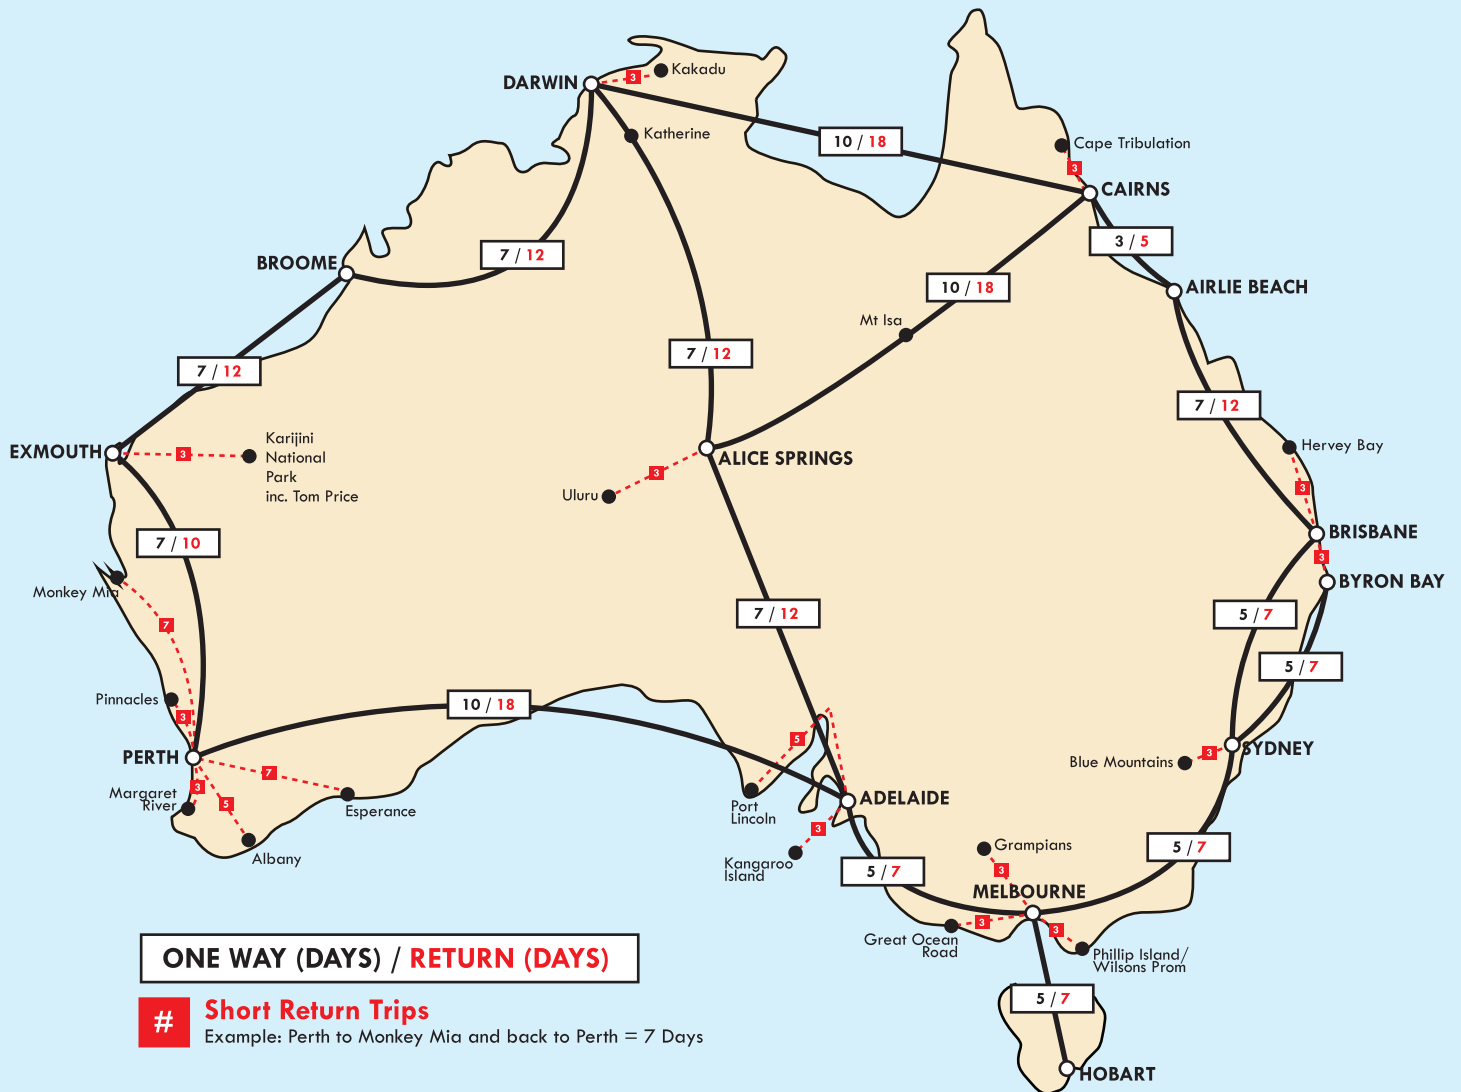 Kakadu
DARWIN
3
Katherine
10 / 18
Cape Tribulation
3
CAIRNS
3 / 5
BROOME
7 / 12
10 / 18
AIRLIE BEACH
Mt Isa
7 / 12
7 / 12
7 / 12
Karijini
National
Park
inc. Tom Price
EXMOUTH
3
ALICE SPRINGS
3
Uluru
Hervey Bay
3
BRISBANE
3
7 / 10
BYRON BAY
Monkey Mia
7
7 / 12
5 / 7
5 / 7
Pinnacles
3
10 / 18
5
SYDNEY
3
Blue Mountains
PERTH
7
3
5
Margaret
River
Esperance
Albany
Port
Lincoln
ADELAIDE
3
Kangaroo
Island
5 / 7
Grampians
3
5 / 7
MELBOURNE
3
3
Great Ocean
Road
Phillip Island/
Wilsons Prom
5 / 7
HOBART
ONE WAY (DAYS) / RETURN (DAYS)
# Short Return Trips
Example: Perth to Monkey Mia and back to Perth = 7 Days